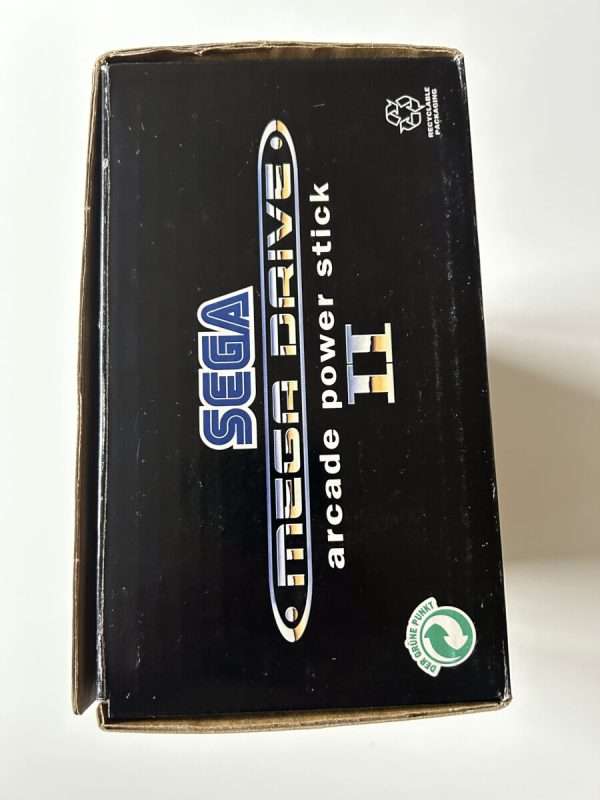 SEGA
MEGA DRIVE
arcade power stick
II
RECYCLABLE
PACKAGING
DER GRÜNE PUNKT